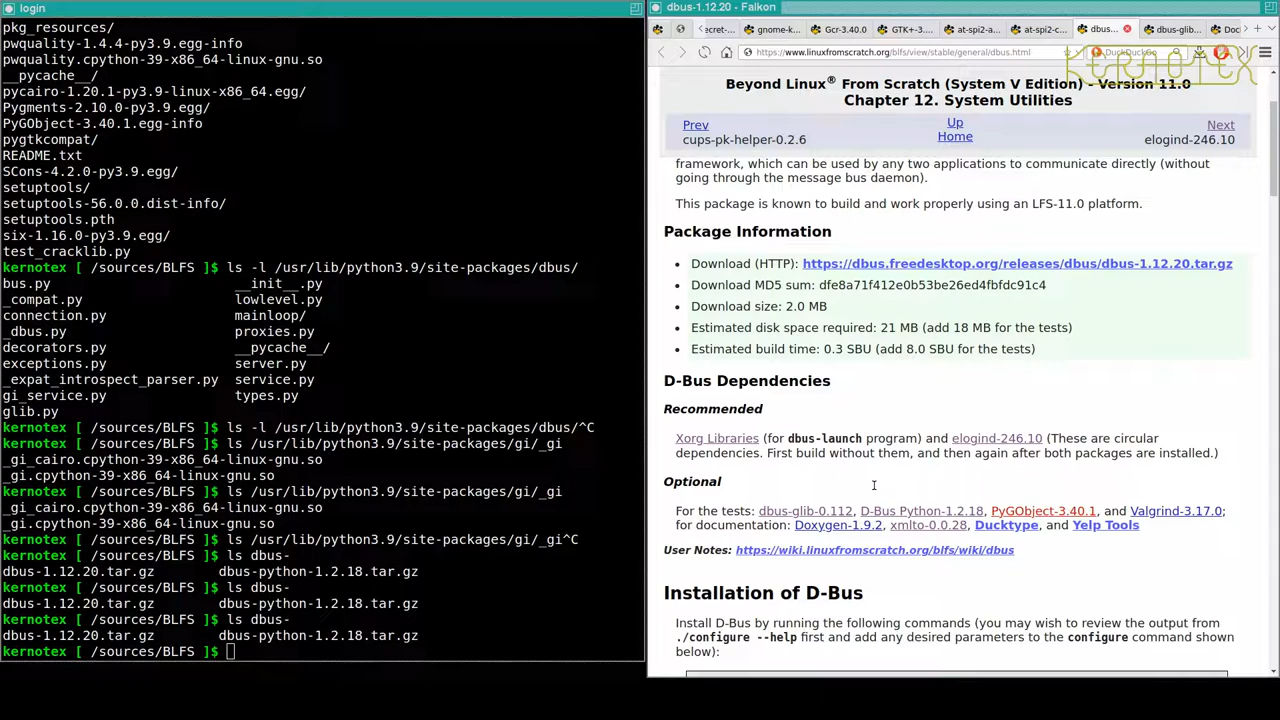 login
pkg_resources/
pwquality-1.4.4-py3.9.egg-info
pwquality.cpython-39-x86_64-linux-gnu.so
__pycache__/
pycairo-1.20.1-py3.9-linux-x86_64.egg/
Pygments-2.10.0-py3.9.egg/
PyGObject-3.40.1.egg-info
pygtkcompat/
README.txt
SCons-4.2.0-py3.9.egg/
setuptools/
setuptools-56.0.0.dist-info/
setuptools.pth
six-1.16.0-py3.9.egg/
test_cracklib.py
kernotex [ /sources/BLFS ]$ ls -l /usr/lib/python3.9/site-packages/dbus/
bus.py __init__.py
_compat.py lowlevel.py
connection.py mainloop/
_dbus.py proxies.py
decorators.py __pycache__/
exceptions.py server.py
_expat_introspect_parser.py service.py
gi_service.py types.py
glib.py
kernotex [ /sources/BLFS ]$ ls -l /usr/lib/python3.9/site-packages/dbus/^C
kernotex [ /sources/BLFS ]$ ls /usr/lib/python3.9/site-packages/gi/_gi
_gi_cairo.cpython-39-x86_64-linux-gnu.so
_gi.cpython-39-x86_64-linux-gnu.so
kernotex [ /sources/BLFS ]$ ls /usr/lib/python3.9/site-packages/gi/_gi
_gi_cairo.cpython-39-x86_64-linux-gnu.so
_gi.cpython-39-x86_64-linux-gnu.so
kernotex [ /sources/BLFS ]$ ls /usr/lib/python3.9/site-packages/gi/_gi^C
kernotex [ /sources/BLFS ]$ ls dbus-
dbus-1.12.20.tar.gz dbus-python-1.2.18.tar.gz
kernotex [ /sources/BLFS ]$ ls dbus-
dbus-1.12.20.tar.gz dbus-python-1.2.18.tar.gz
kernotex [ /sources/BLFS ]$ ls dbus-
dbus-1.12.20.tar.gz dbus-python-1.2.18.tar.gz
kernotex [ /sources/BLFS ]$
dbus-1.12.20 - Falkon
ecret- gnome-k Gcr-3.40.0 GTK+-3. at-spi2-a at-spi2-c dbus- dbus-glib Doc
https://www.linuxfromscratch.org/blfs/view/stable/general/dbus.html DuckDuckGo
KERNOTEX
Beyond Linux® From Scratch (System V Edition) - Version 11.0
Chapter 12. System Utilities
Prev Up Next
cups-pk-helper-0.2.6 Home elogind-246.10
framework, which can be used by any two applications to communicate directly (without
going through the message bus daemon).
This package is known to build and work properly using an LFS-11.0 platform.
Package Information
• Download (HTTP): https://dbus.freedesktop.org/releases/dbus/dbus-1.12.20.tar.gz
• Download MD5 sum: dfe8a71f412e0b53be26ed4fbfdc91c4
• Download size: 2.0 MB
• Estimated disk space required: 21 MB (add 18 MB for the tests)
• Estimated build time: 0.3 SBU (add 8.0 SBU for the tests)
D-Bus Dependencies
Recommended
Xorg Libraries (for dbus-launch program) and elogind-246.10 (These are circular
dependencies. First build without them, and then again after both packages are installed.)
Optional
For the tests: dbus-glib-0.112, D-Bus Python-1.2.18, PyGObject-3.40.1, and Valgrind-3.17.0;
for documentation: Doxygen-1.9.2, xmlto-0.0.28, Ducktype, and Yelp Tools
User Notes: https://wiki.linuxfromscratch.org/blfs/wiki/dbus
Installation of D-Bus
Install D-Bus by running the following commands (you may wish to review the output from
./configure --help first and add any desired parameters to the configure command shown
below):